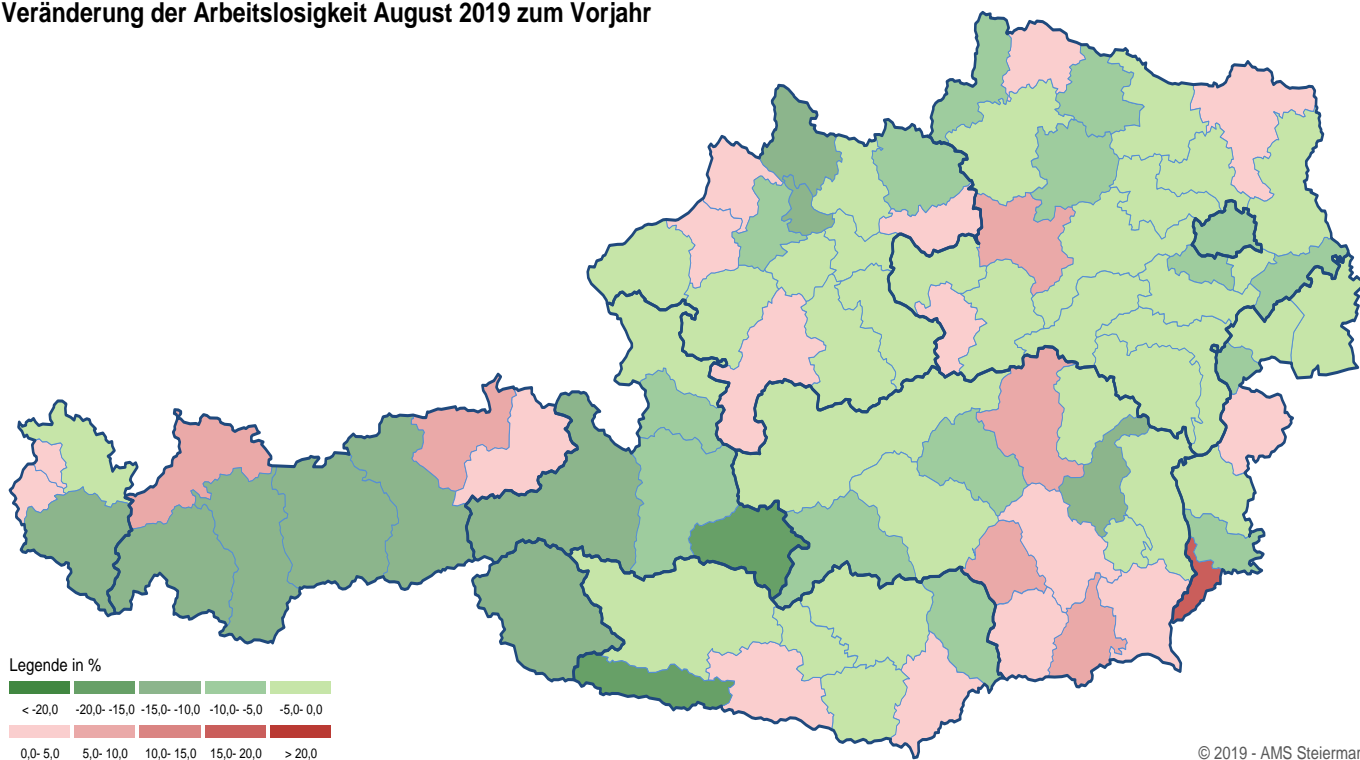 Veränderung der Arbeitslosigkeit August 2019 zum Vorjahr
Legende in %
< -20,0 -20,0- -15,0 -15,0- -10,0 -10,0- -5,0 -5,0- 0,0
0,0- 5,0 5,0- 10,0 10,0- 15,0 15,0- 20,0 > 20,0
© 2019 - AMS Steiermar